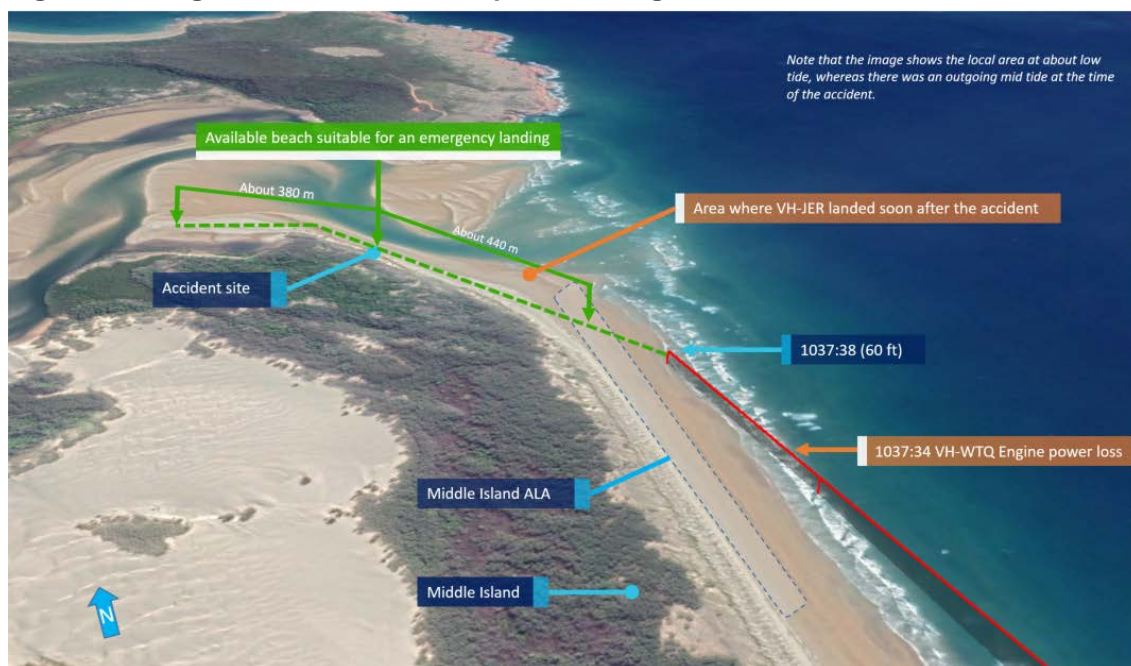 Note that the image shows the local area at about low
tide, whereas there was an outgoing mid tide at the time
of the accident.
Available beach suitable for an emergency landing
About 380 m
Area where VH-JER landed soon after the accident
About 440 m
Accident site
1037:38 (60 ft)
1037:34 VH-WTQ Engine power loss
Middle Island ALA
Middle Island
N